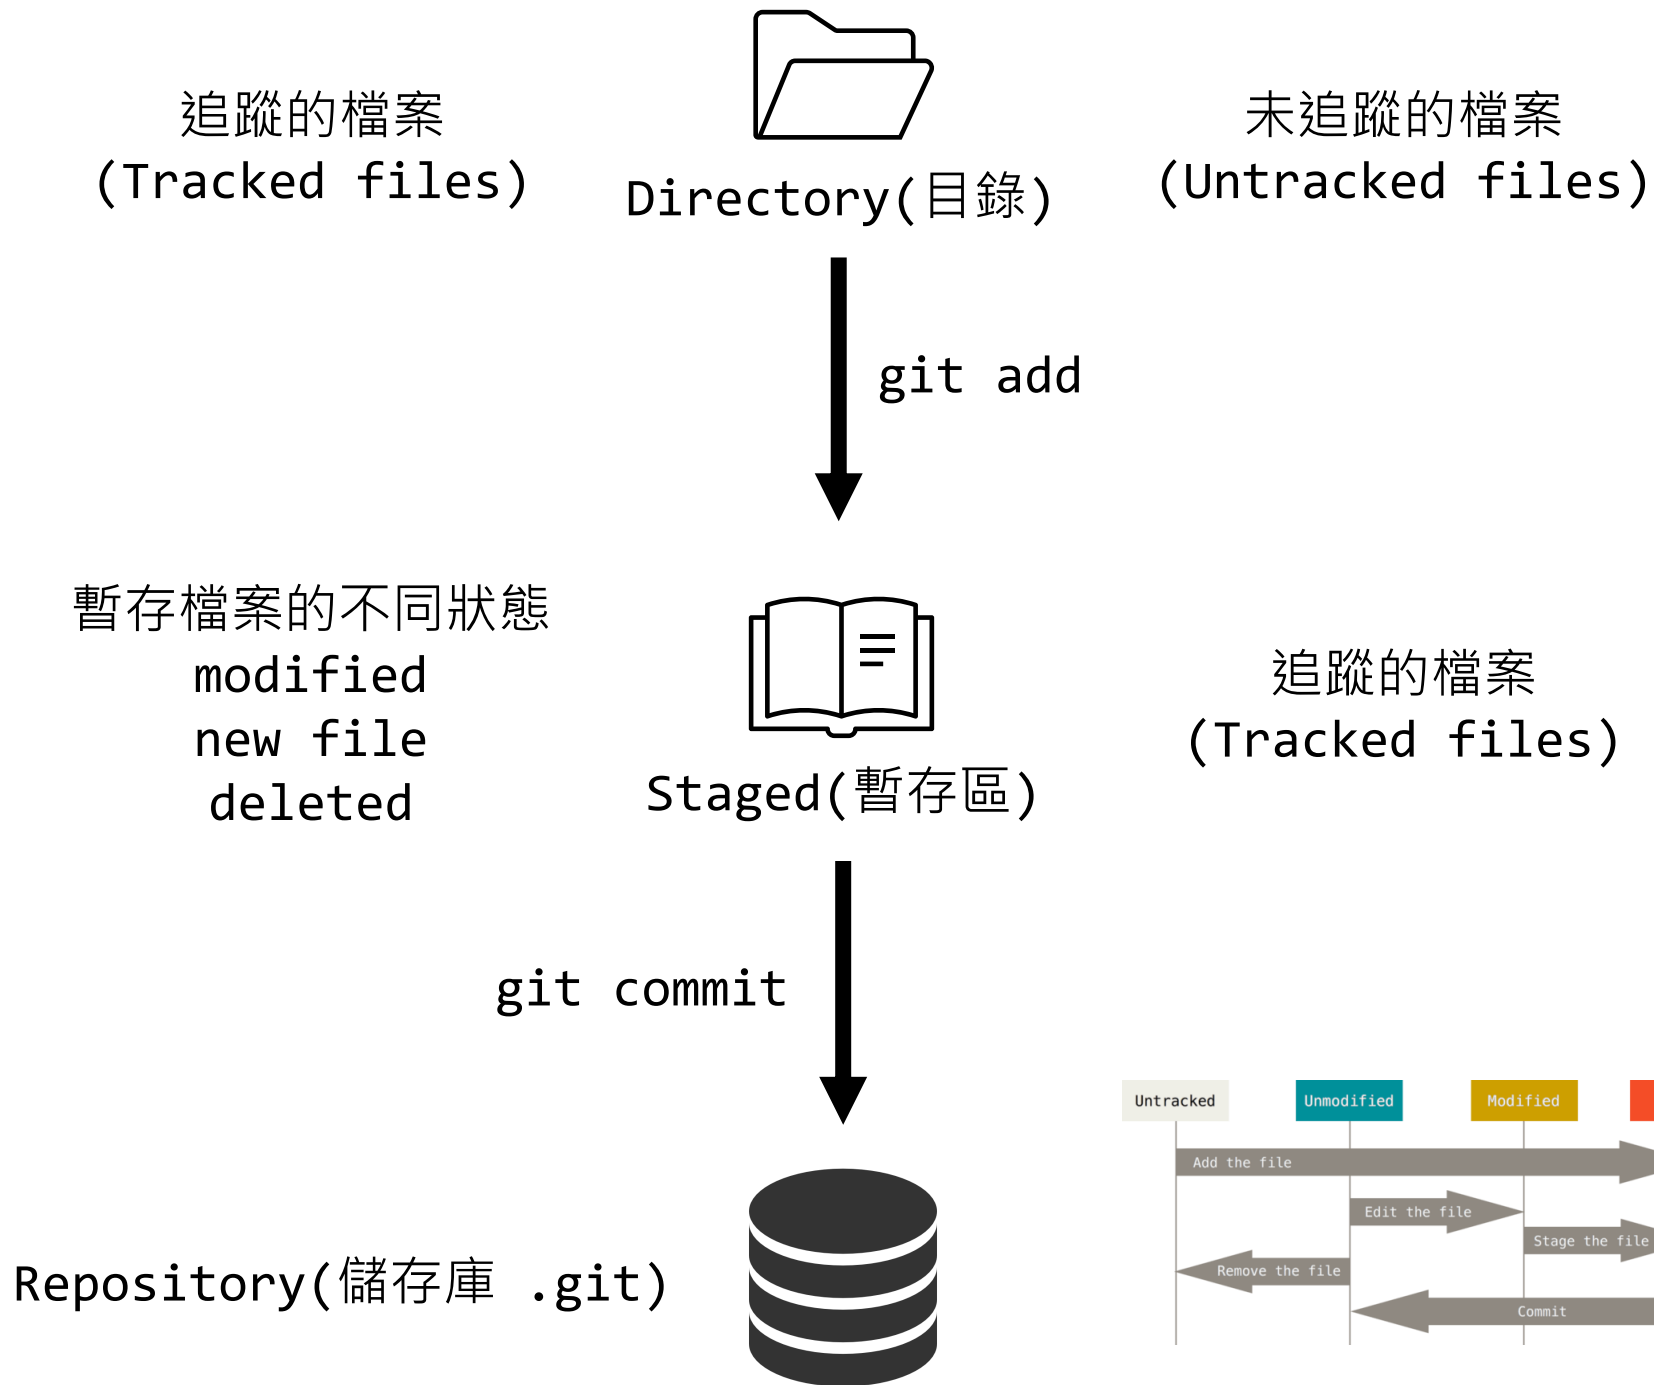 追蹤的檔案
(Tracked files)
Directory(目錄)
未追蹤的檔案
(Untracked files)
git add
暫存檔案的不同狀態
modified
new file
deleted
Staged(暫存區)
追蹤的檔案
(Tracked files)
git commit
Repository(儲存庫 .git)
Untracked
Unmodified
Modified
Add the file
Edit the file
Stage the file
Remove the file
Commit